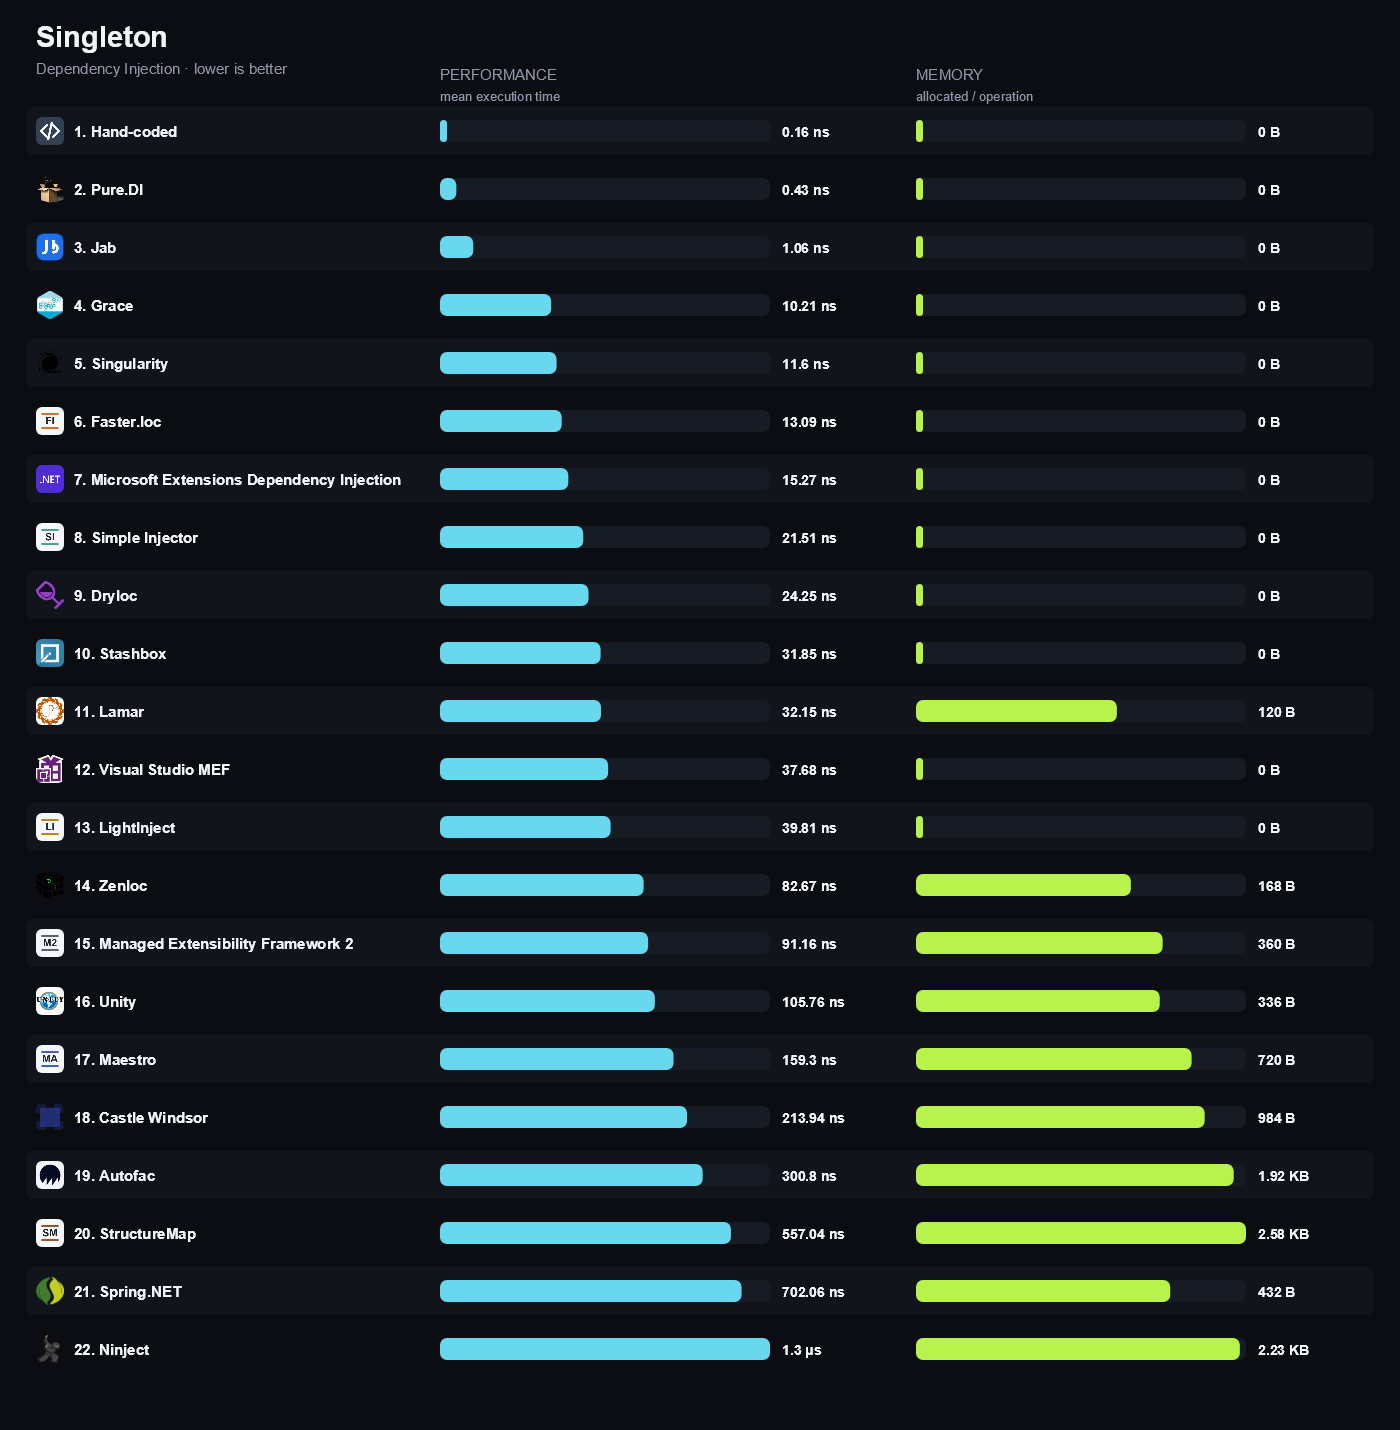 Singleton
Dependency Injection · lower is better
PERFORMANCE
mean execution time
MEMORY
allocated / operation
1. Hand-coded 0.16 ns 0 B
2. Pure.DI 0.43 ns 0 B
Jb 3. Jab 1.06 ns 0 B
4. Grace 10.21 ns 0 B
5. Singularity 11.6 ns 0 B
FI 6. Faster.Ioc 13.09 ns 0 B
.NET 7. Microsoft Extensions Dependency Injection 15.27 ns 0 B
SI 8. Simple Injector 21.51 ns 0 B
9. DryIoc 24.25 ns 0 B
10. Stashbox 31.85 ns 0 B
11. Lamar 32.15 ns 120 B
12. Visual Studio MEF 37.68 ns 0 B
LI 13. LightInject 39.81 ns 0 B
14. ZenIoc 82.67 ns 168 B
M2 15. Managed Extensibility Framework 2 91.16 ns 360 B
UNITY 16. Unity 105.76 ns 336 B
MA 17. Maestro 159.3 ns 720 B
18. Castle Windsor 213.94 ns 984 B
19. Autofac 300.8 ns 1.92 KB
SM 20. StructureMap 557.04 ns 2.58 KB
21. Spring.NET 702.06 ns 432 B
22. Ninject 1.3 μs 2.23 KB